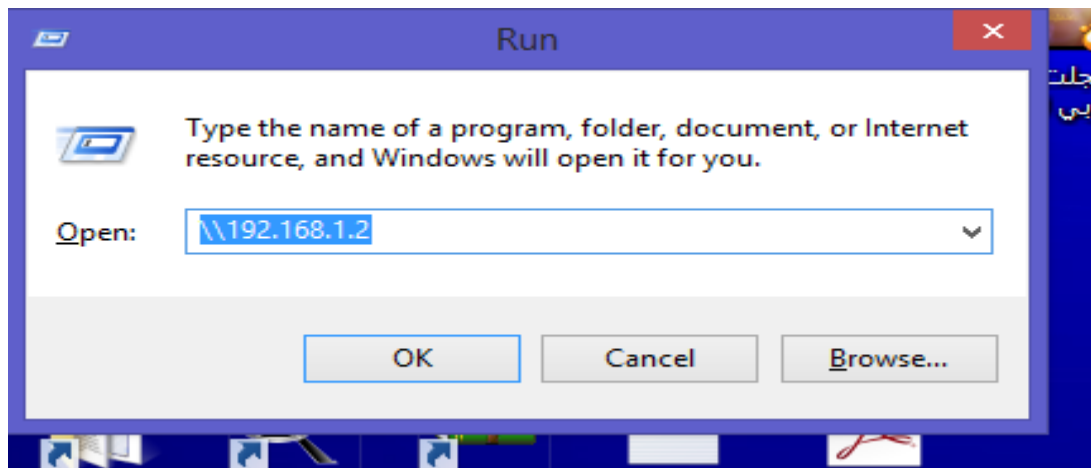 Run
Type the name of a program, folder, document, or Internet
resource, and Windows will open it for you.
Open:
\\192.168.1.2
OK
Cancel
Browse...